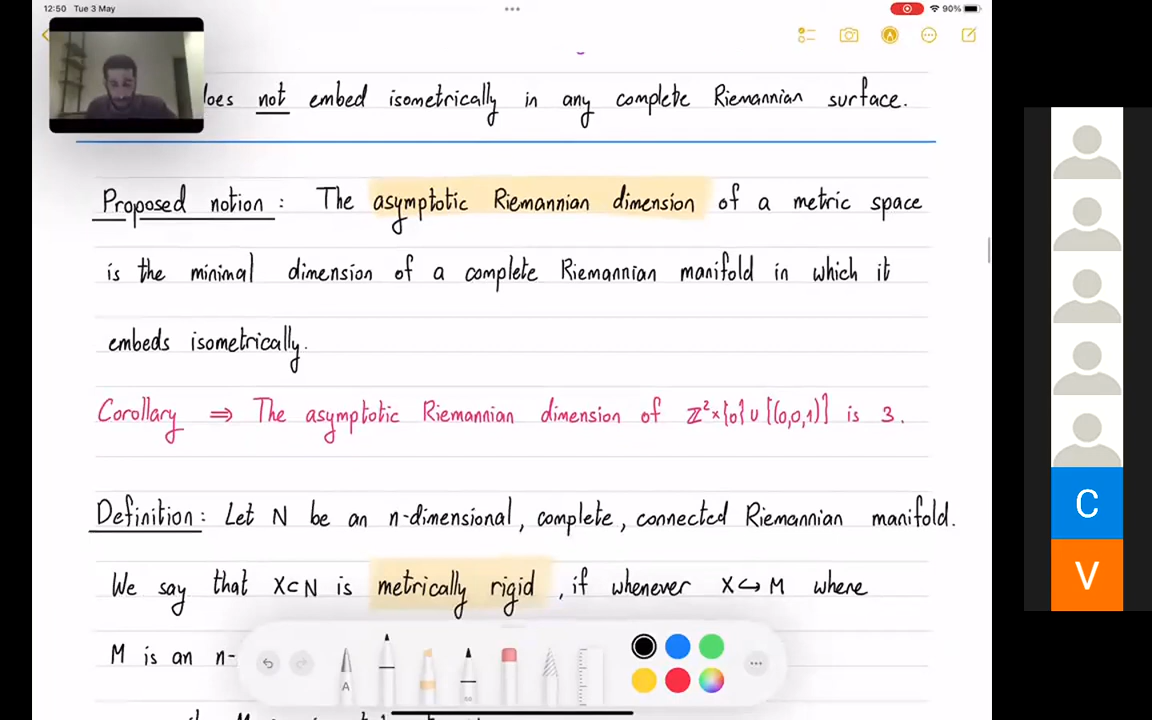 12:50 Tue 3 May
90%
does not embed isometrically in any complete Riemannian surface.
Proposed notion : The asymptotic Riemannian dimension of a metric space
is the minimal dimension of a complete Riemannian manifold in which it
embeds isometrically.
Corollary ⇒ The asymptotic Riemannian dimension of ℤ²×{0} ∪ {(0,0,1)} is 3.
Definition : Let N be an n-dimensional, complete, connected Riemannian manifold.
We say that X⊂N is metrically rigid, if whenever X↪M where
M is an n-
A
C
V